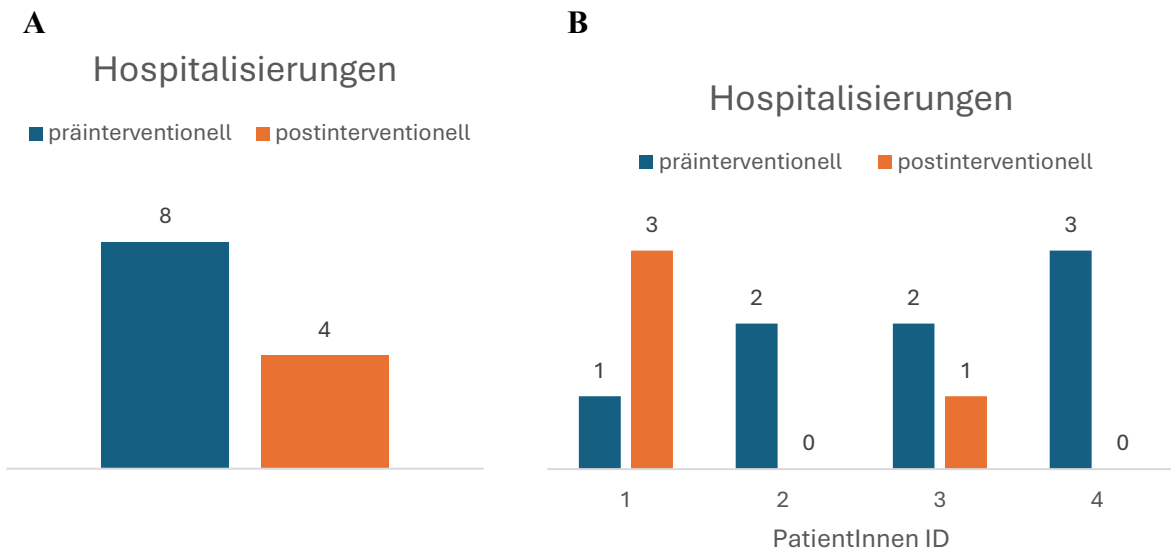 A
Hospitalisierungen
präinterventionell postinterventionell
8
4
B
Hospitalisierungen
präinterventionell postinterventionell
1 3 2 0 2 1 3 0
1 2 3 4
PatientInnen ID